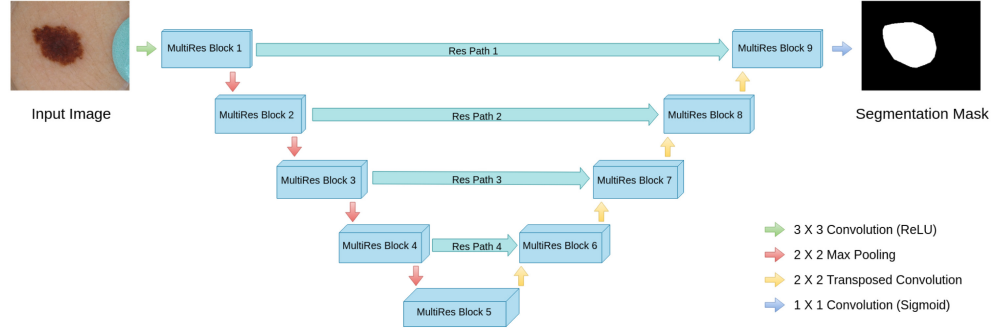 MultiRes Block 1
Res Path 1
MultiRes Block 9
Input Image
Segmentation Mask
MultiRes Block 2
Res Path 2
MultiRes Block 8
MultiRes Block 3
Res Path 3
MultiRes Block 7
MultiRes Block 4
Res Path 4
MultiRes Block 6
MultiRes Block 5
3 X 3 Convolution (ReLU)
2 X 2 Max Pooling
2 X 2 Transposed Convolution
1 X 1 Convolution (Sigmoid)